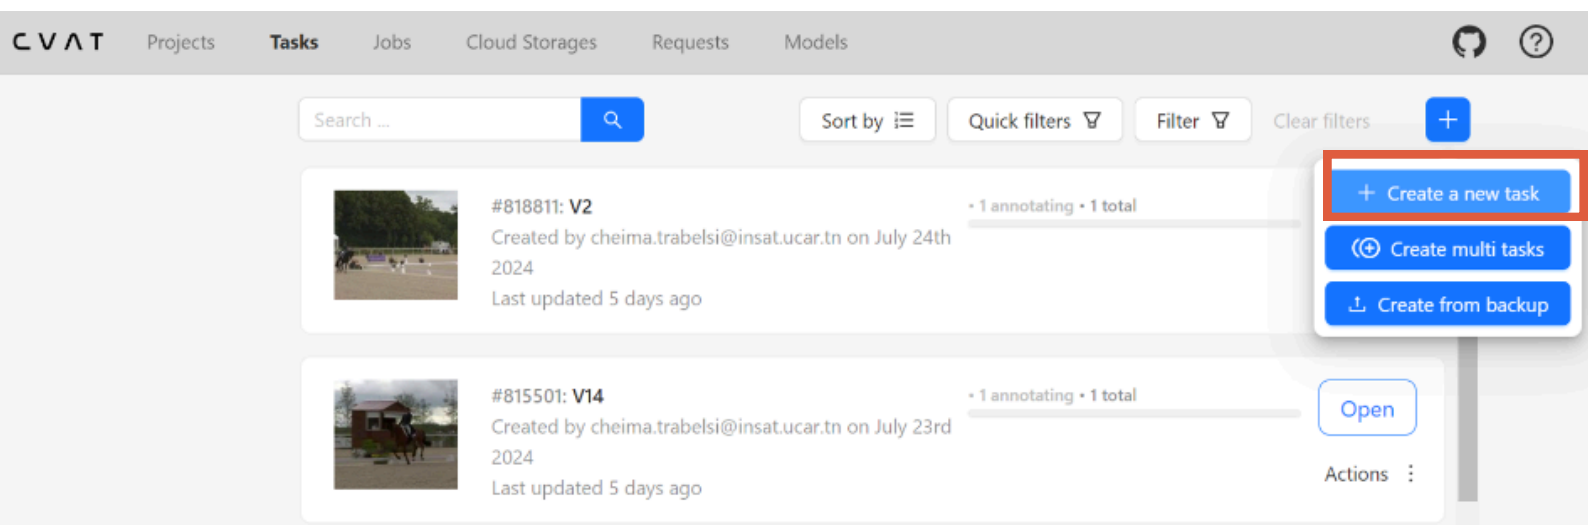 CVAT Projects Tasks Jobs Cloud Storages Requests Models
Search ... Sort by Quick filters Filter Clear filters
Create a new task
Create multi tasks
Create from backup
#818811: V2
Created by cheima.trabelsi@insat.ucar.tn on July 24th
2024
Last updated 5 days ago
• 1 annotating • 1 total
#815501: V14
Created by cheima.trabelsi@insat.ucar.tn on July 23rd
2024
Last updated 5 days ago
• 1 annotating • 1 total
Open
Actions